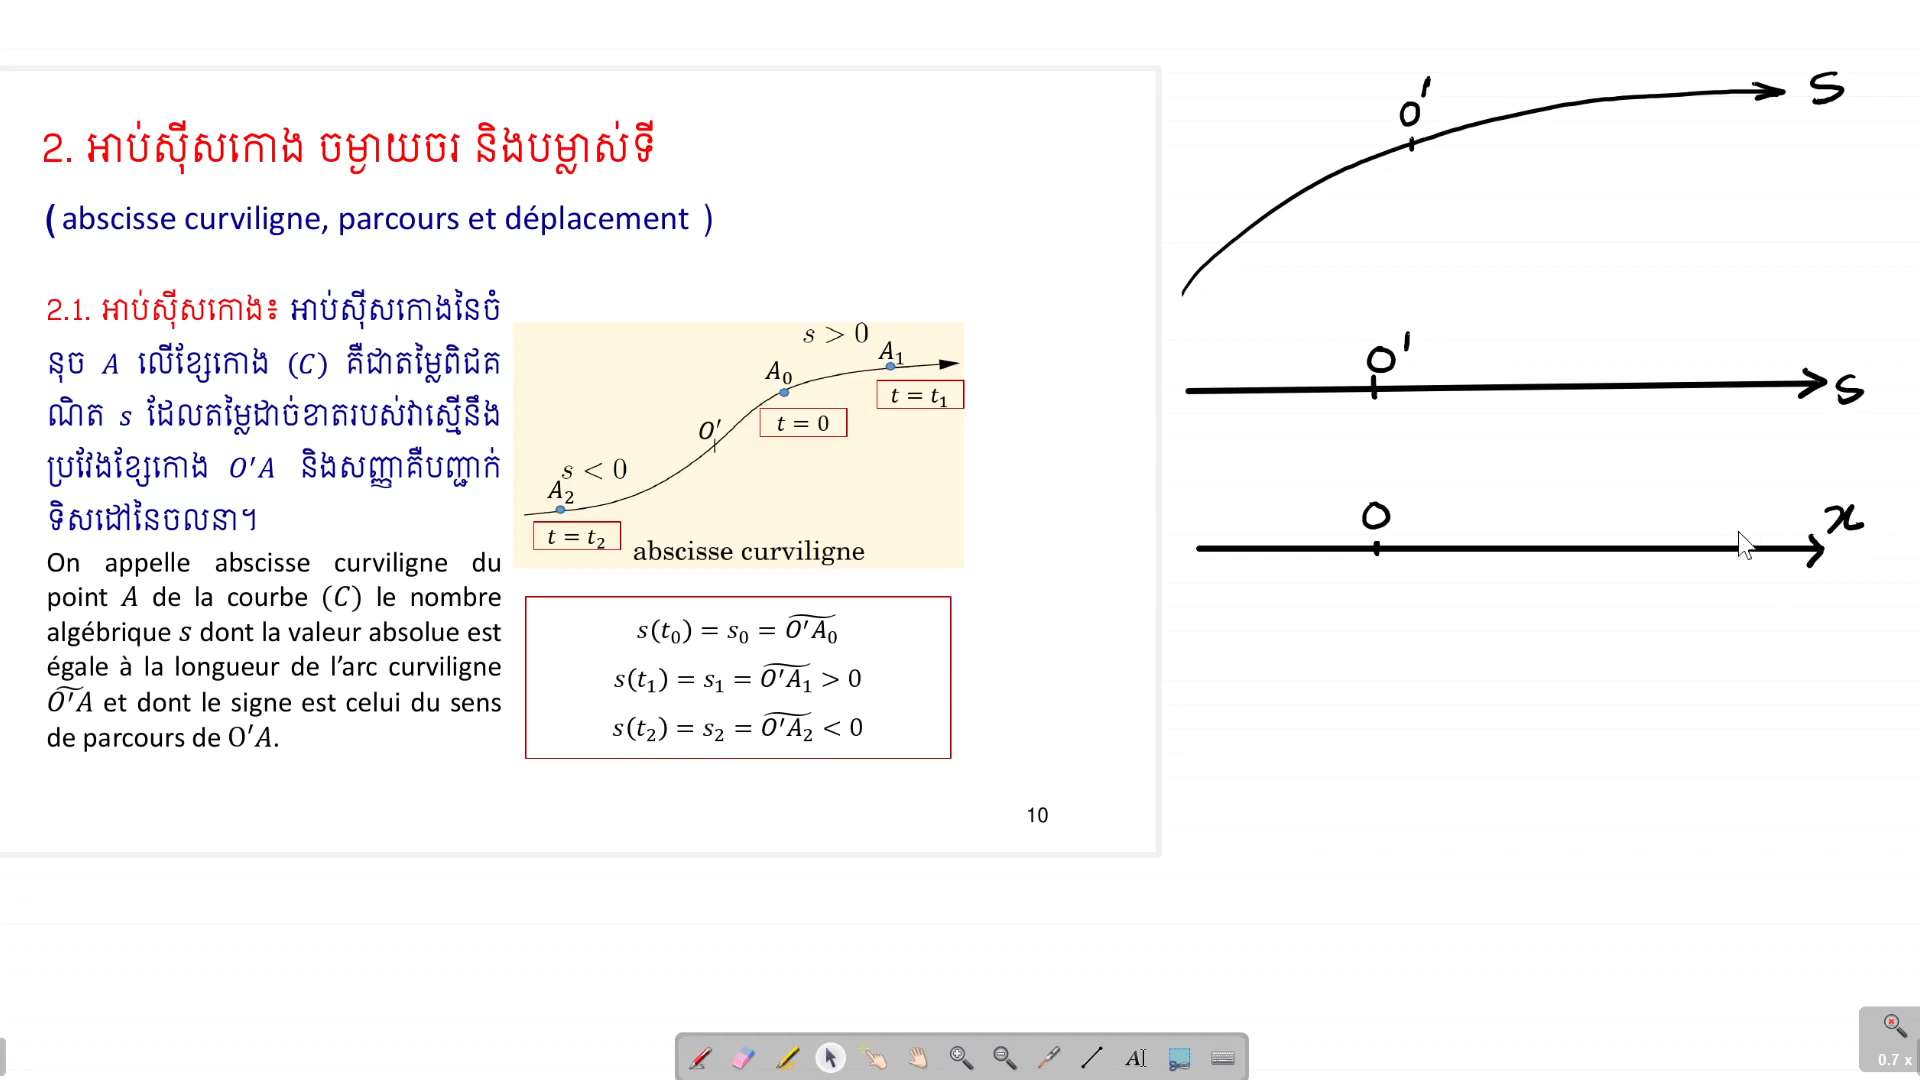 2. អាប់ស៊ីសកោង ចម្ងាយចរ និងបម្លាស់ទី
( abscisse curviligne, parcours et déplacement )
2.1. អាប់ស៊ីសកោង៖ អាប់ស៊ីសកោងនៃចំ
នុច A លើខ្សែកោង (C) គឺជាតម្លៃពិជគ
ណិត s ដែលតម្លៃដាច់ខាតរបស់វាស្មើនឹង
ប្រវែងខ្សែកោង O′A និងសញ្ញាគឺបញ្ជាក់
ទិសដៅនៃចលនា។
On appelle abscisse curviligne du
point A de la courbe (C) le nombre
algébrique s dont la valeur absolue est
égale à la longueur de l’arc curviligne
O′A et dont le signe est celui du sens
de parcours de O′A.
s > 0
A₁
A₀
t = t₁
t = 0
O′
s < 0
A₂
t = t₂
abscisse curviligne
s(t₀) = s₀ = O′A₀
s(t₁) = s₁ = O′A₁ > 0
s(t₂) = s₂ = O′A₂ < 0
10
O′
S
O′
S
O
x
AI
0.7 x